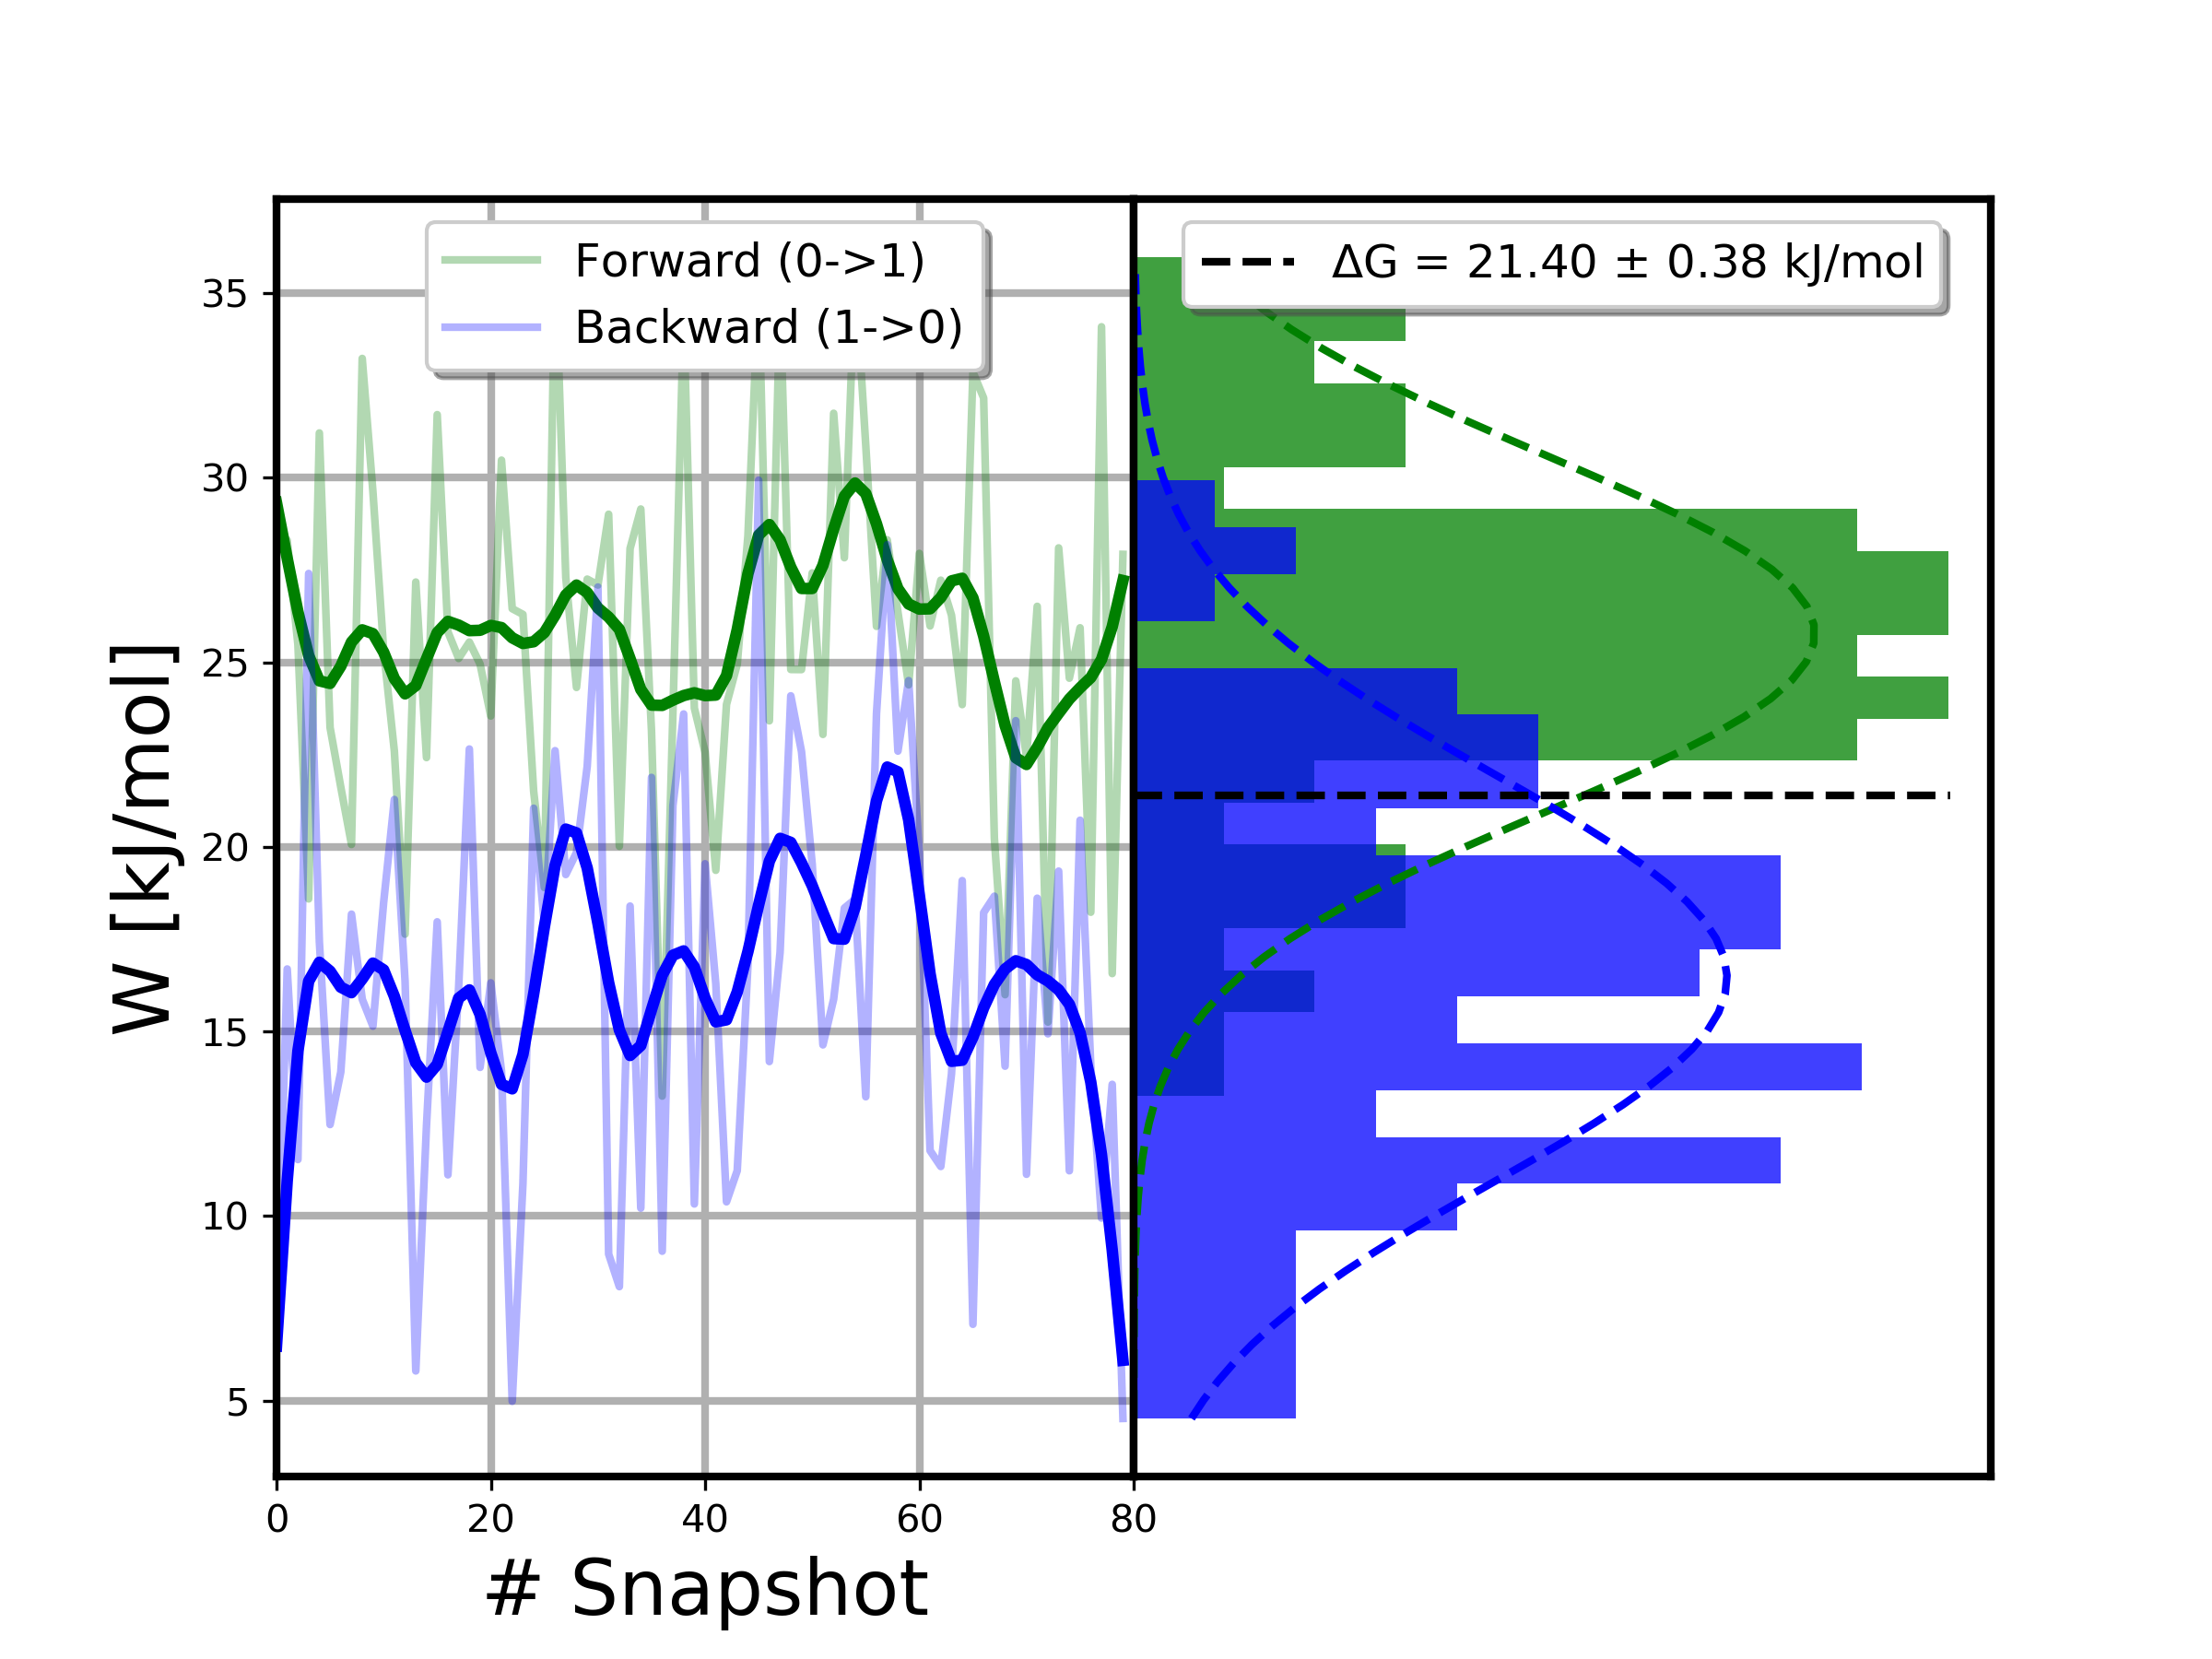 Forward (0->1)
Backward (1->0)
ΔG = 21.40 ± 0.38 kJ/mol
W [kJ/mol]
35
30
25
20
15
10
5
0
20
40
60
80
# Snapshot